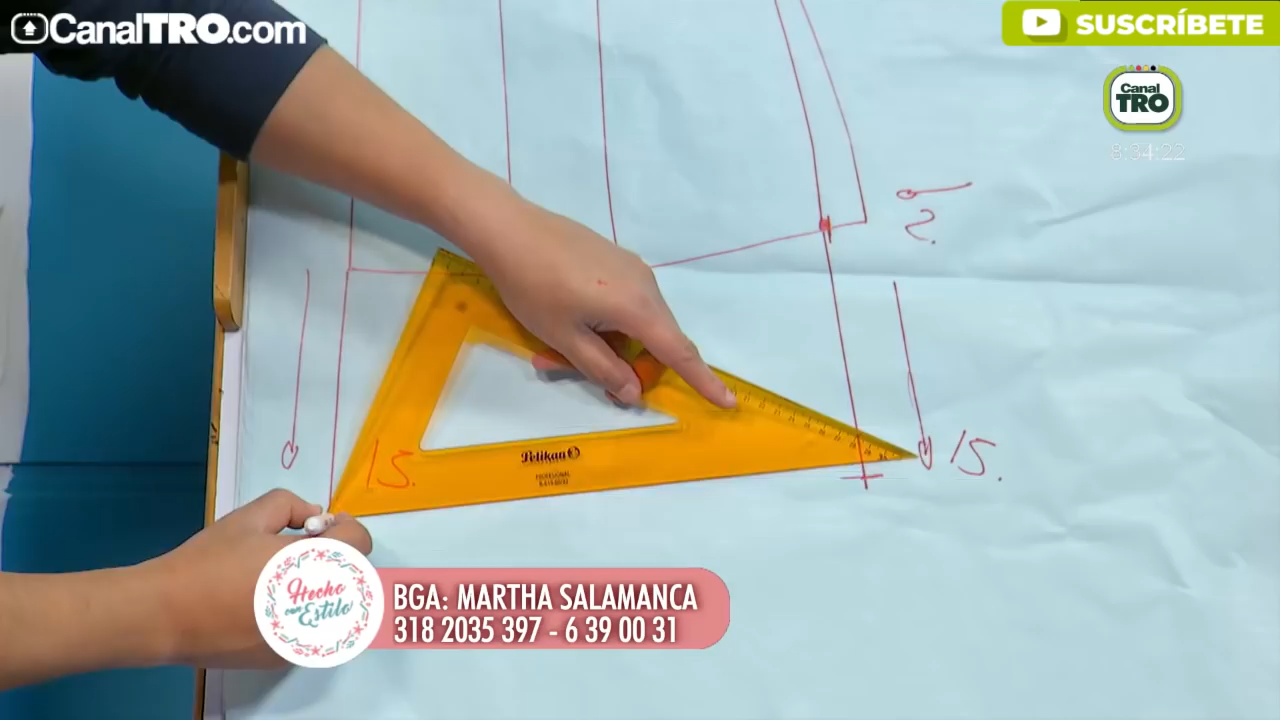 CanalTRO.com
SUSCRÍBETE
Canal
TRO
8:34:22
2.
15.
15.
Pelikan
PROFESIONAL
Hecho
con Estilo
BGA: MARTHA SALAMANCA
318 2035 397 - 6 39 00 31